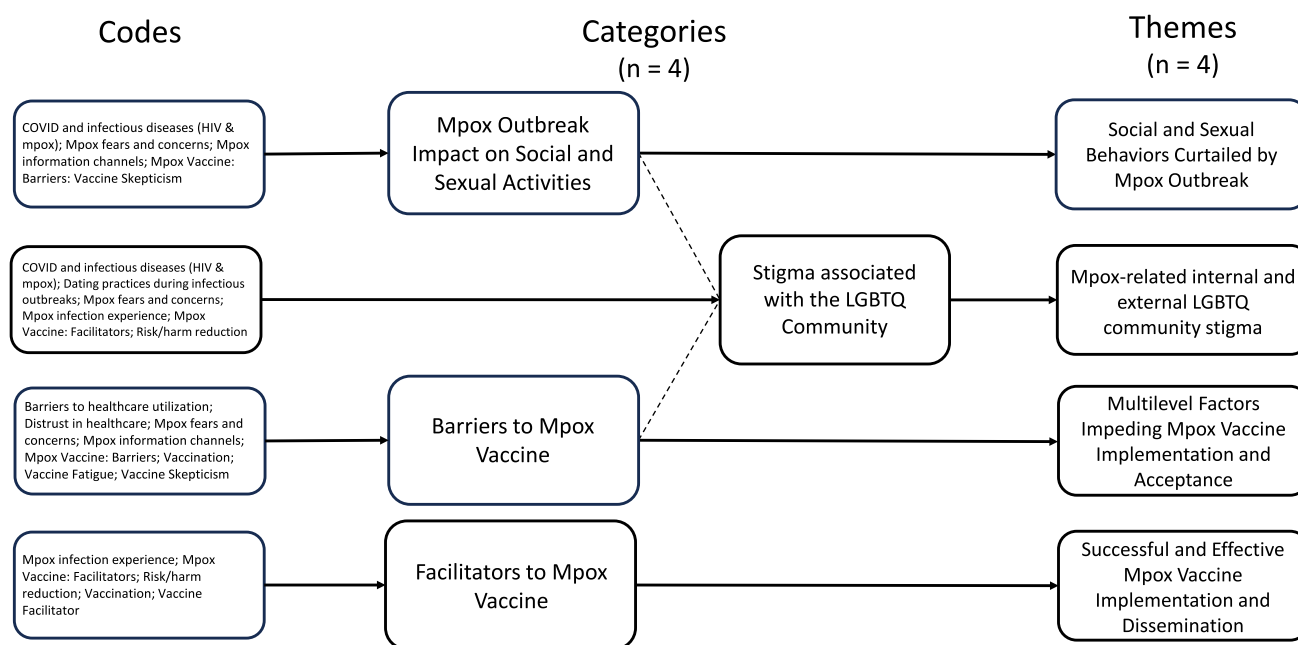 Codes
Categories
(n = 4)
Themes
(n = 4)
COVID and infectious diseases (HIV &
mpox); Mpox fears and concerns; Mpox
information channels; Mpox Vaccine:
Barriers: Vaccine Skepticism
Mpox Outbreak
Impact on Social and
Sexual Activities
Social and Sexual
Behaviors Curtailed by
Mpox Outbreak
COVID and infectious diseases (HIV &
mpox); Dating practices during infectious
outbreaks; Mpox fears and concerns;
Mpox infection experience; Mpox
Vaccine: Facilitators; Risk/harm reduction
Stigma associated
with the LGBTQ
Community
Mpox-related internal and
external LGBTQ
community stigma
Barriers to healthcare utilization;
Distrust in healthcare; Mpox fears and
concerns; Mpox information channels;
Mpox Vaccine: Barriers; Vaccination;
Vaccine Fatigue; Vaccine Skepticism
Barriers to Mpox
Vaccine
Multilevel Factors
Impeding Mpox Vaccine
Implementation and
Acceptance
Mpox infection experience; Mpox
Vaccine: Facilitators; Risk/harm
reduction; Vaccination; Vaccine
Facilitator
Facilitators to Mpox
Vaccine
Successful and Effective
Mpox Vaccine
Implementation and
Dissemination